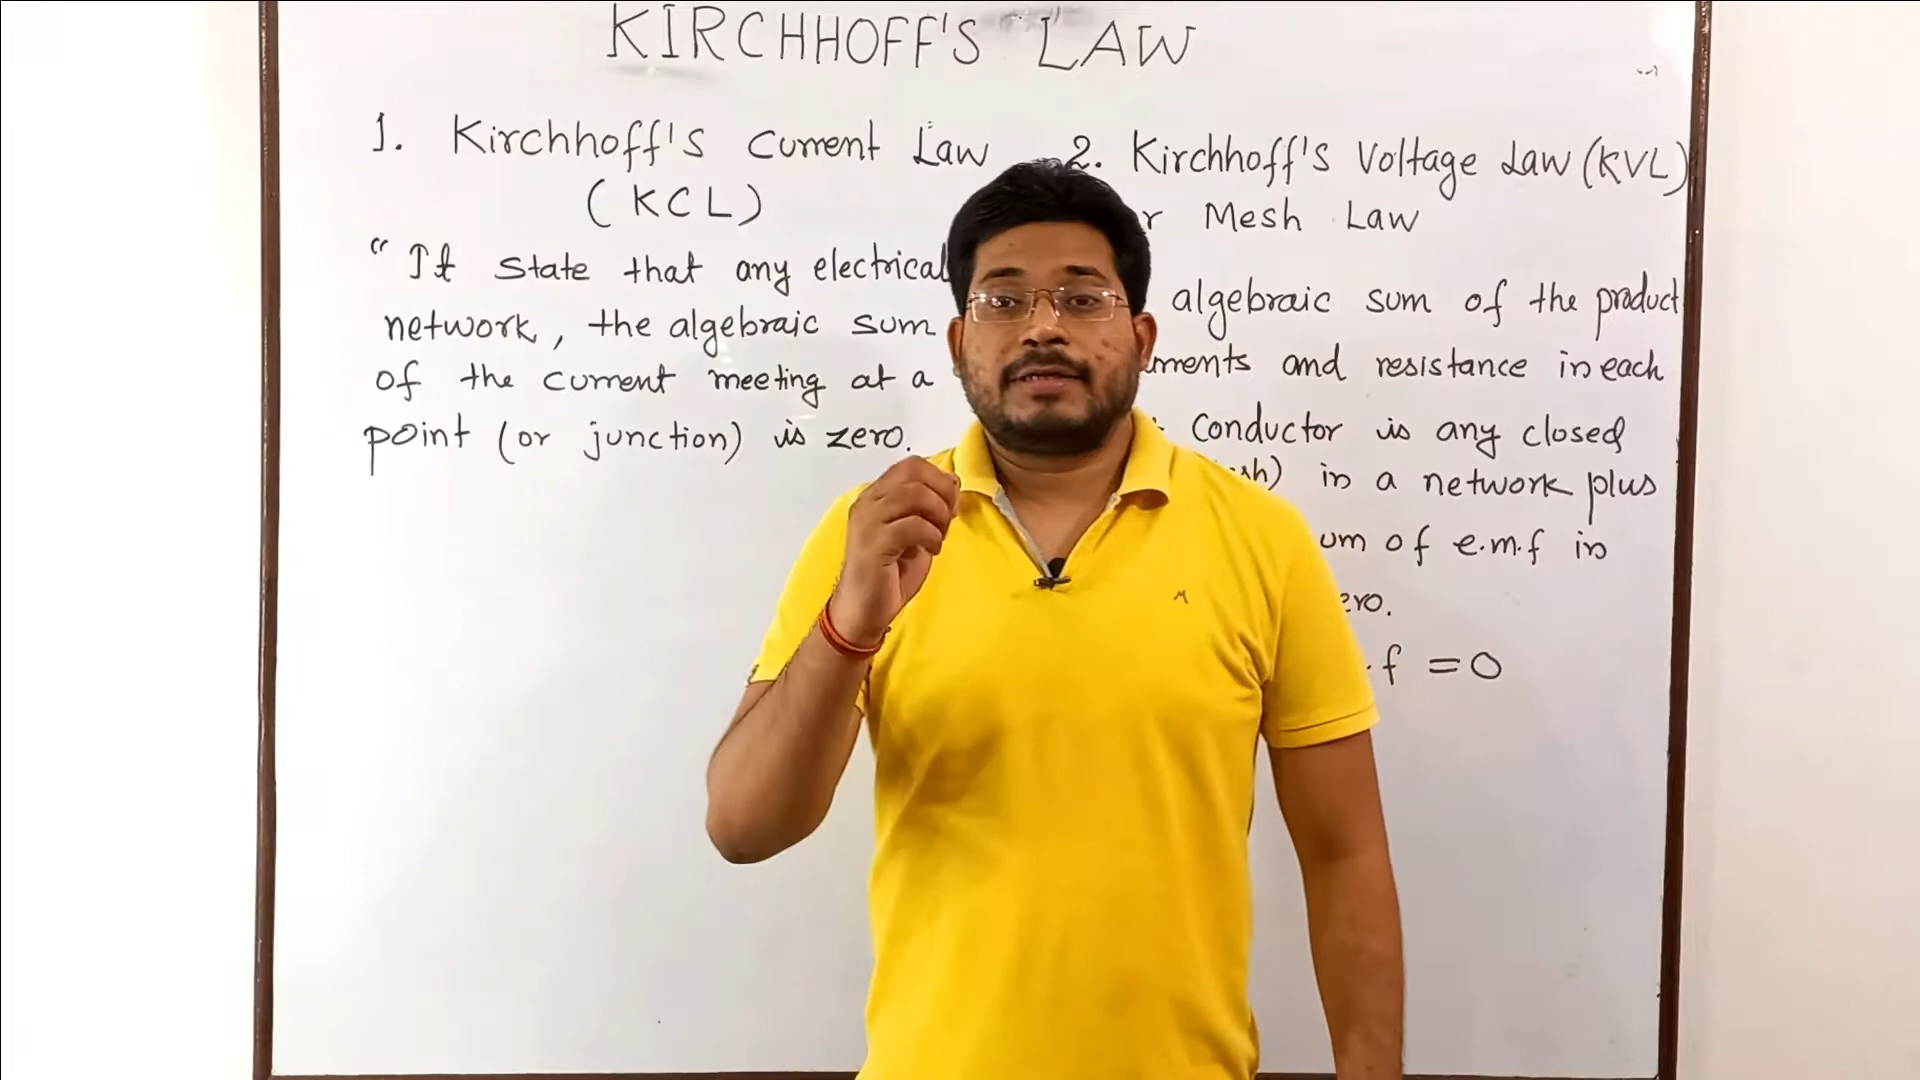 KIRCHHOFF'S LAW
1. Kirchhoff's Current Law
(KCL)
"It state that any electrical
network, the algebraic sum
of the current meeting at a
point (or junction) is zero.
2. Kirchhoff's Voltage Law (KVL)
Mesh Law
algebraic sum of the product
and resistance in each
conductor is any closed
in a network plus
of e.m.f in
f = 0
M